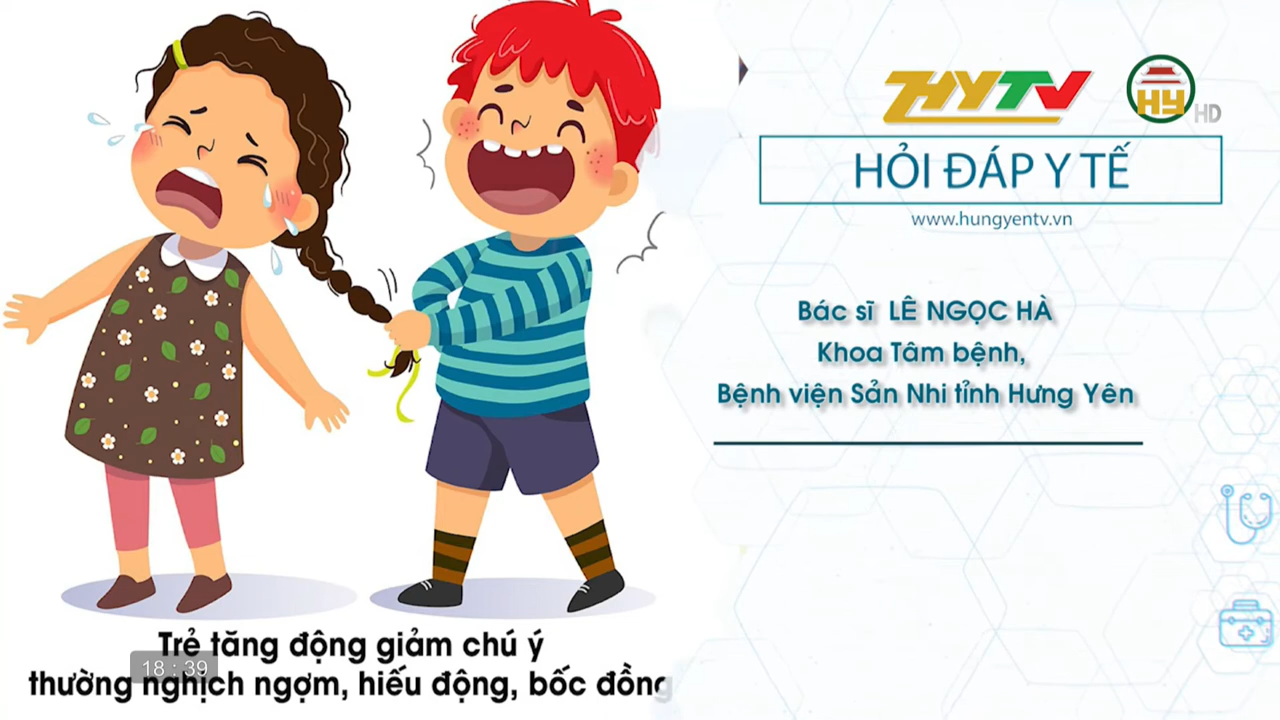 HYTV
HY HD
HỎI ĐÁP Y TẾ
www.hungyentv.vn
Bác sĩ LÊ NGỌC HÀ
Khoa Tâm bệnh,
Bệnh viện Sản Nhi tỉnh Hưng Yên
Trẻ tăng động giảm chú ý
18 : 39
thường nghịch ngợm, hiếu động, bốc đồng